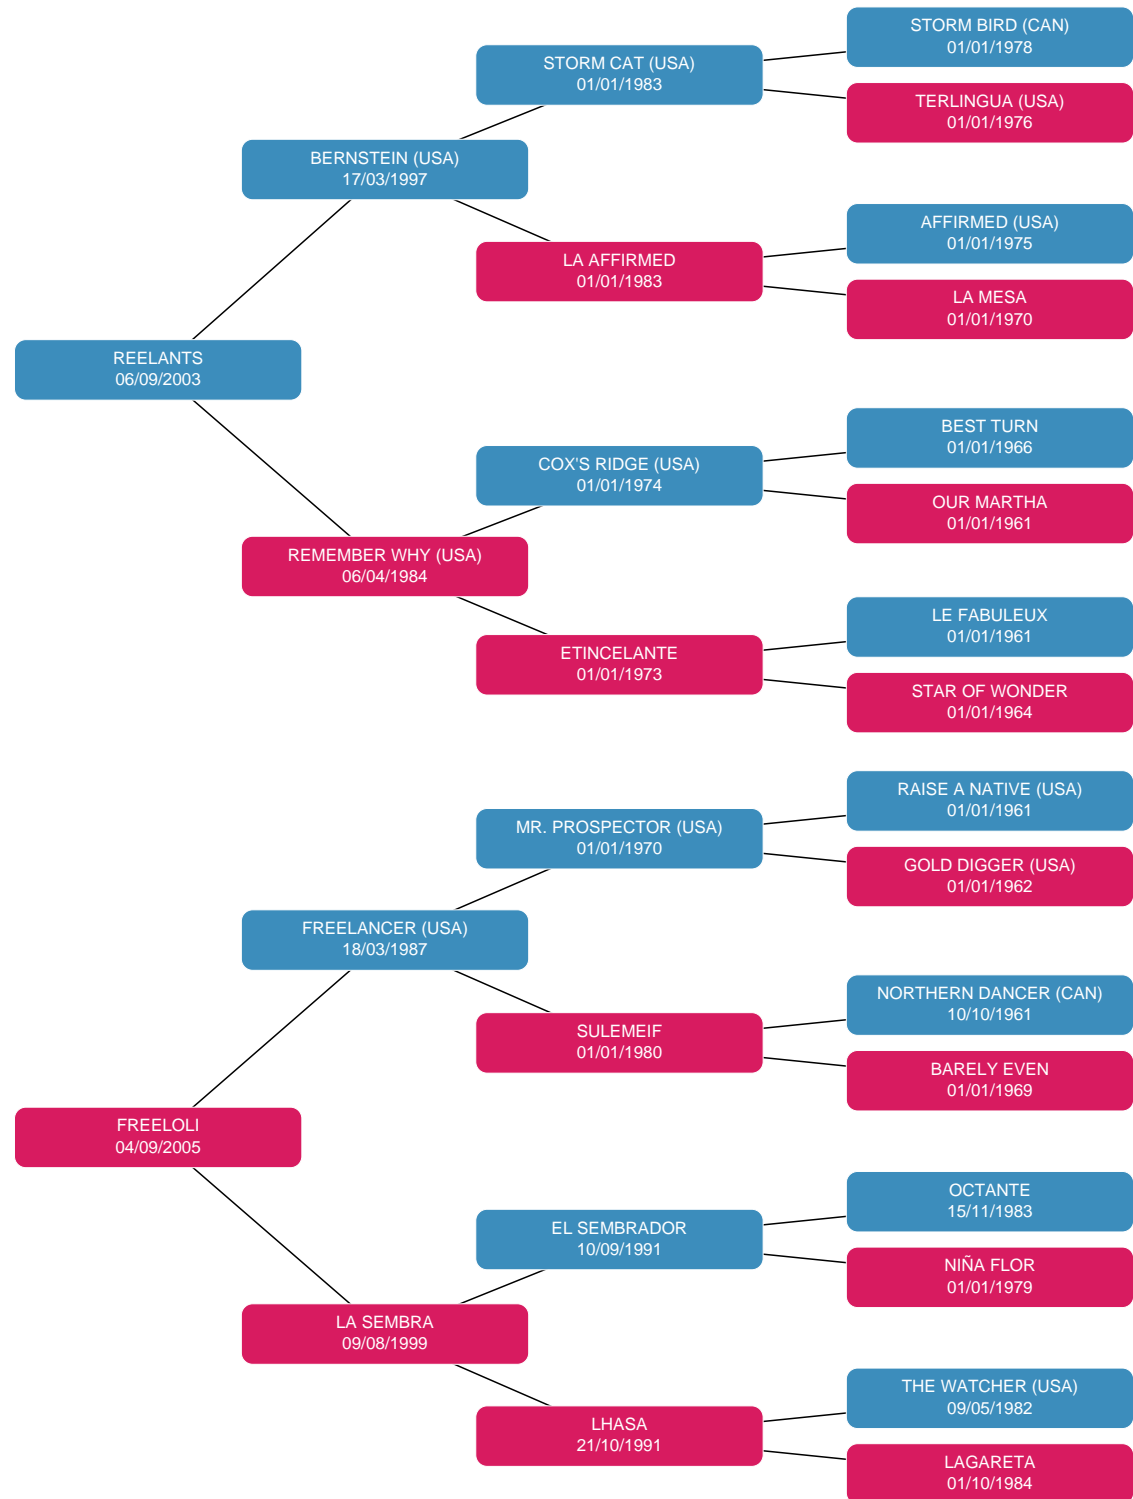 STORM BIRD (CAN)
01/01/1978
STORM CAT (USA)
01/01/1983
TERLINGUA (USA)
01/01/1976
BERNSTEIN (USA)
17/03/1997
AFFIRMED (USA)
01/01/1975
LA AFFIRMED
01/01/1983
LA MESA
01/01/1970
REELANTS
06/09/2003
BEST TURN
01/01/1966
COX'S RIDGE (USA)
01/01/1974
OUR MARTHA
01/01/1961
REMEMBER WHY (USA)
06/04/1984
LE FABULEUX
01/01/1961
ETINCELANTE
01/01/1973
STAR OF WONDER
01/01/1964
RAISE A NATIVE (USA)
01/01/1961
MR. PROSPECTOR (USA)
01/01/1970
GOLD DIGGER (USA)
01/01/1962
FREELANCER (USA)
18/03/1987
NORTHERN DANCER (CAN)
10/10/1961
SULEMEIF
01/01/1980
BARELY EVEN
01/01/1969
FREELOLI
04/09/2005
OCTANTE
15/11/1983
EL SEMBRADOR
10/09/1991
NIÑA FLOR
01/01/1979
LA SEMBRA
09/08/1999
THE WATCHER (USA)
09/05/1982
LHASA
21/10/1991
LAGARETA
01/10/1984